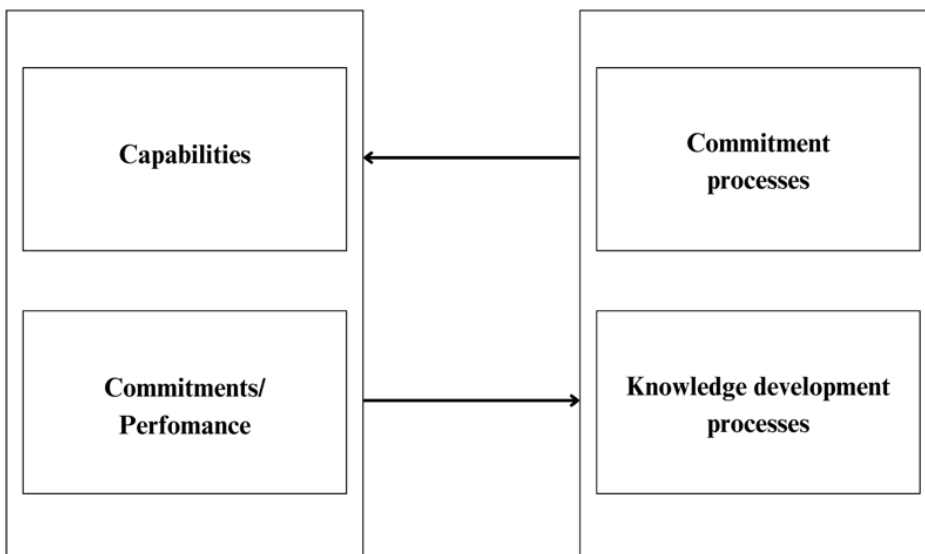 Capabilities
Commitment
processes
Commitments/
Perfomance
Knowledge development
processes